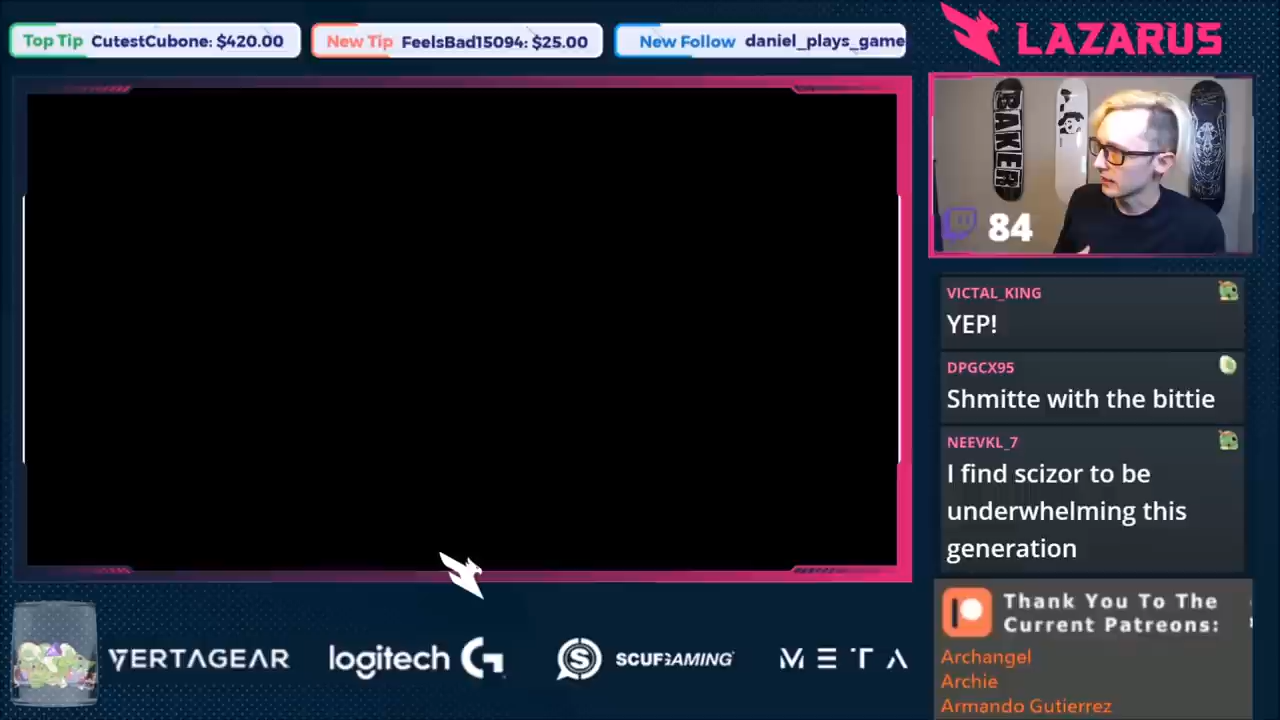 Top Tip CutestCubone: $420.00
New Tip FeelsBad15094: $25.00
New Follow daniel_plays_game
LAZARUS
BAKER
84
VICTAL_KING
YEP!
DPGCX95
Shmitte with the bittie
NEEVKL_7
I find scizor to be
underwhelming this
generation
Thank You To The
Current Patreons:
Archangel
Archie
Armando Gutierrez
VERTAGEAR
logitech G
S SCUF GAMING
META